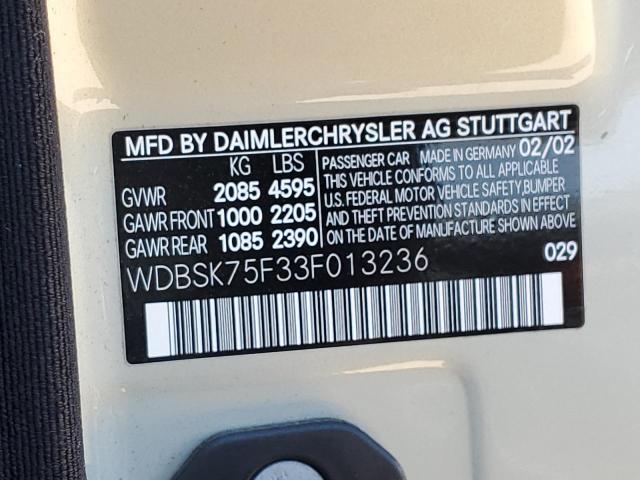 MFD BY DAIMLERCHRYSLER AG STUTTGART
KG LBS
GVWR 2085 4595
GAWR FRONT 1000 2205
GAWR REAR 1085 2390
PASSENGER CAR MADE IN GERMANY 02/02
THIS VEHICLE CONFORMS TO ALL APPLICABLE
U.S. FEDERAL MOTOR VEHICLE SAFETY, BUMPER
AND THEFT PREVENTION STANDARDS IN EFFECT
ON THE DATE OF MANUFACTURE SHOWN ABOVE.
WDBSK75F33F013236 029